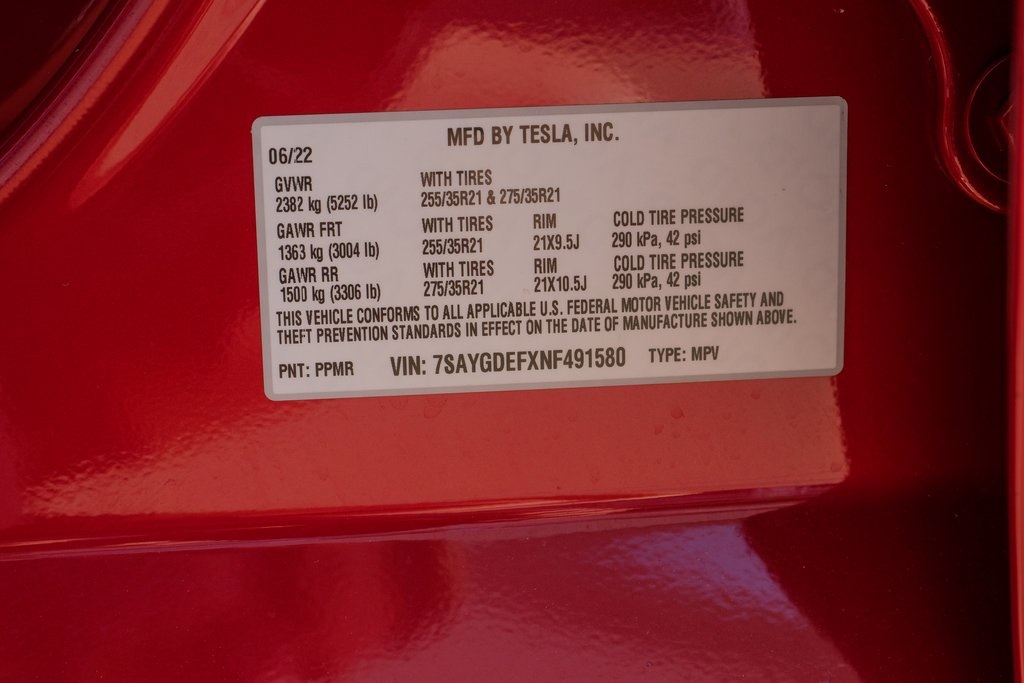 MFD BY TESLA, INC.
06/22
GVWR WITH TIRES
2382 kg (5252 lb) 255/35R21 & 275/35R21
GAWR FRT WITH TIRES RIM COLD TIRE PRESSURE
1363 kg (3004 lb) 255/35R21 21X9.5J 290 kPa, 42 psi
GAWR RR WITH TIRES RIM COLD TIRE PRESSURE
1500 kg (3306 lb) 275/35R21 21X10.5J 290 kPa, 42 psi
THIS VEHICLE CONFORMS TO ALL APPLICABLE U.S. FEDERAL MOTOR VEHICLE SAFETY AND
THEFT PREVENTION STANDARDS IN EFFECT ON THE DATE OF MANUFACTURE SHOWN ABOVE.
PNT: PPMR VIN: 7SAYGDEFXNF491580 TYPE: MPV